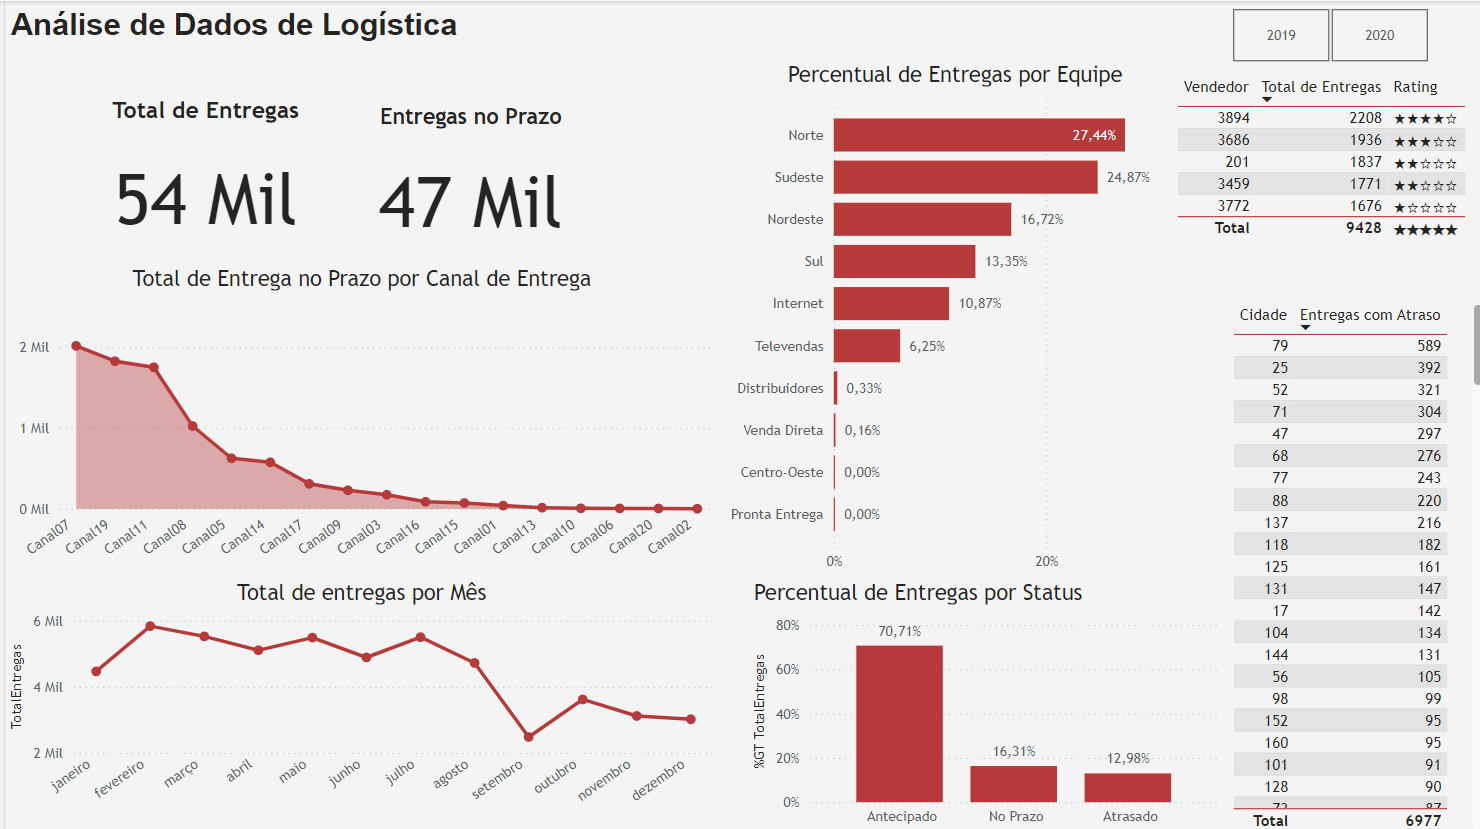 Análise de Dados de Logística
2019
2020
Total de Entregas
54 Mil
Entregas no Prazo
47 Mil
Total de Entrega no Prazo por Canal de Entrega
2 Mil
1 Mil
0 Mil
Canal07
Canal19
Canal11
Canal08
Canal05
Canal14
Canal17
Canal09
Canal03
Canal16
Canal15
Canal01
Canal13
Canal10
Canal06
Canal20
Canal02
Total de entregas por Mês
TotalEntregas
6 Mil
4 Mil
2 Mil
janeiro
fevereiro
março
abril
maio
junho
julho
agosto
setembro
outubro
novembro
dezembro
Percentual de Entregas por Equipe
Norte 27,44%
Sudeste 24,87%
Nordeste 16,72%
Sul 13,35%
Internet 10,87%
Televendas 6,25%
Distribuidores 0,33%
Venda Direta 0,16%
Centro-Oeste 0,00%
Pronta Entrega 0,00%
0% 20%
Percentual de Entregas por Status
%GT TotalEntregas
80%
60%
40%
20%
0%
70,71%
16,31%
12,98%
Antecipado No Prazo Atrasado
Vendedor Total de Entregas Rating
3894 2208 ★★★★☆
3686 1936 ★★★☆☆
201 1837 ★★☆☆☆
3459 1771 ★★☆☆☆
3772 1676 ★☆☆☆☆
Total 9428 ★★★★★
Cidade Entregas com Atraso
79 589
25 392
52 321
71 304
47 297
68 276
77 243
88 220
137 216
118 182
125 161
131 147
17 142
104 134
144 131
56 105
98 99
152 95
160 95
101 91
128 90
Total 6977